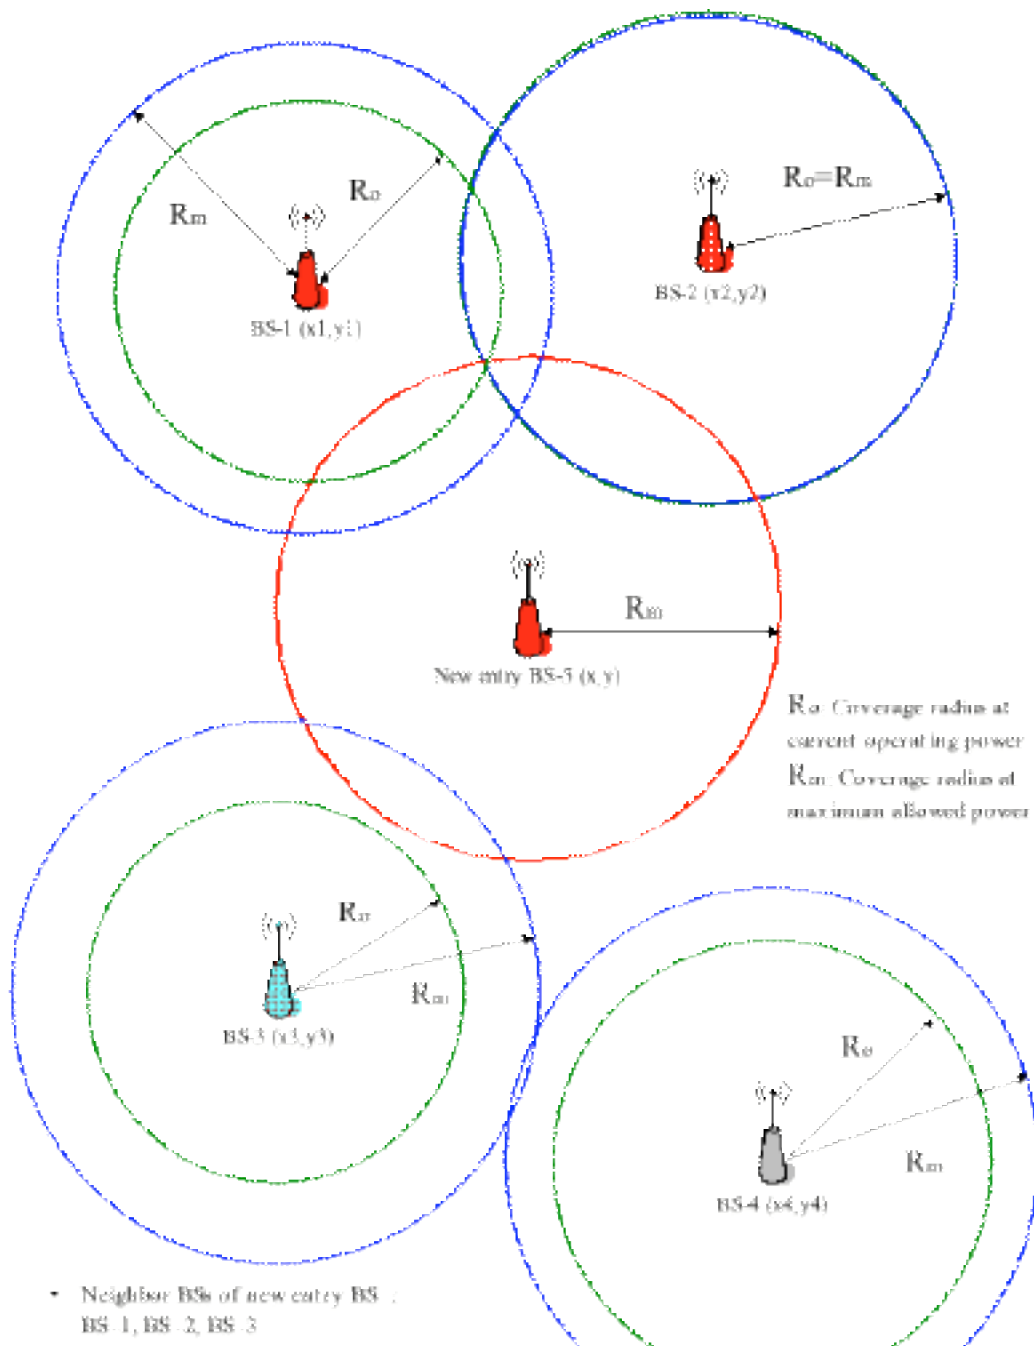 Rm
Ro
BS-1 (x1,y1)
Ro=Rm
BS-2 (x2,y2)
Rm
New entry BS-5 (x,y)
Ro: Coverage radius at
current operating power
Rm: Coverage radius at
maximum allowed power
Ro
Rm
BS-3 (x3,y3)
Ro
Rm
BS-4 (x4,y4)
• Neighbor BSs of new entry BS :
BS-1, BS-2, BS-3